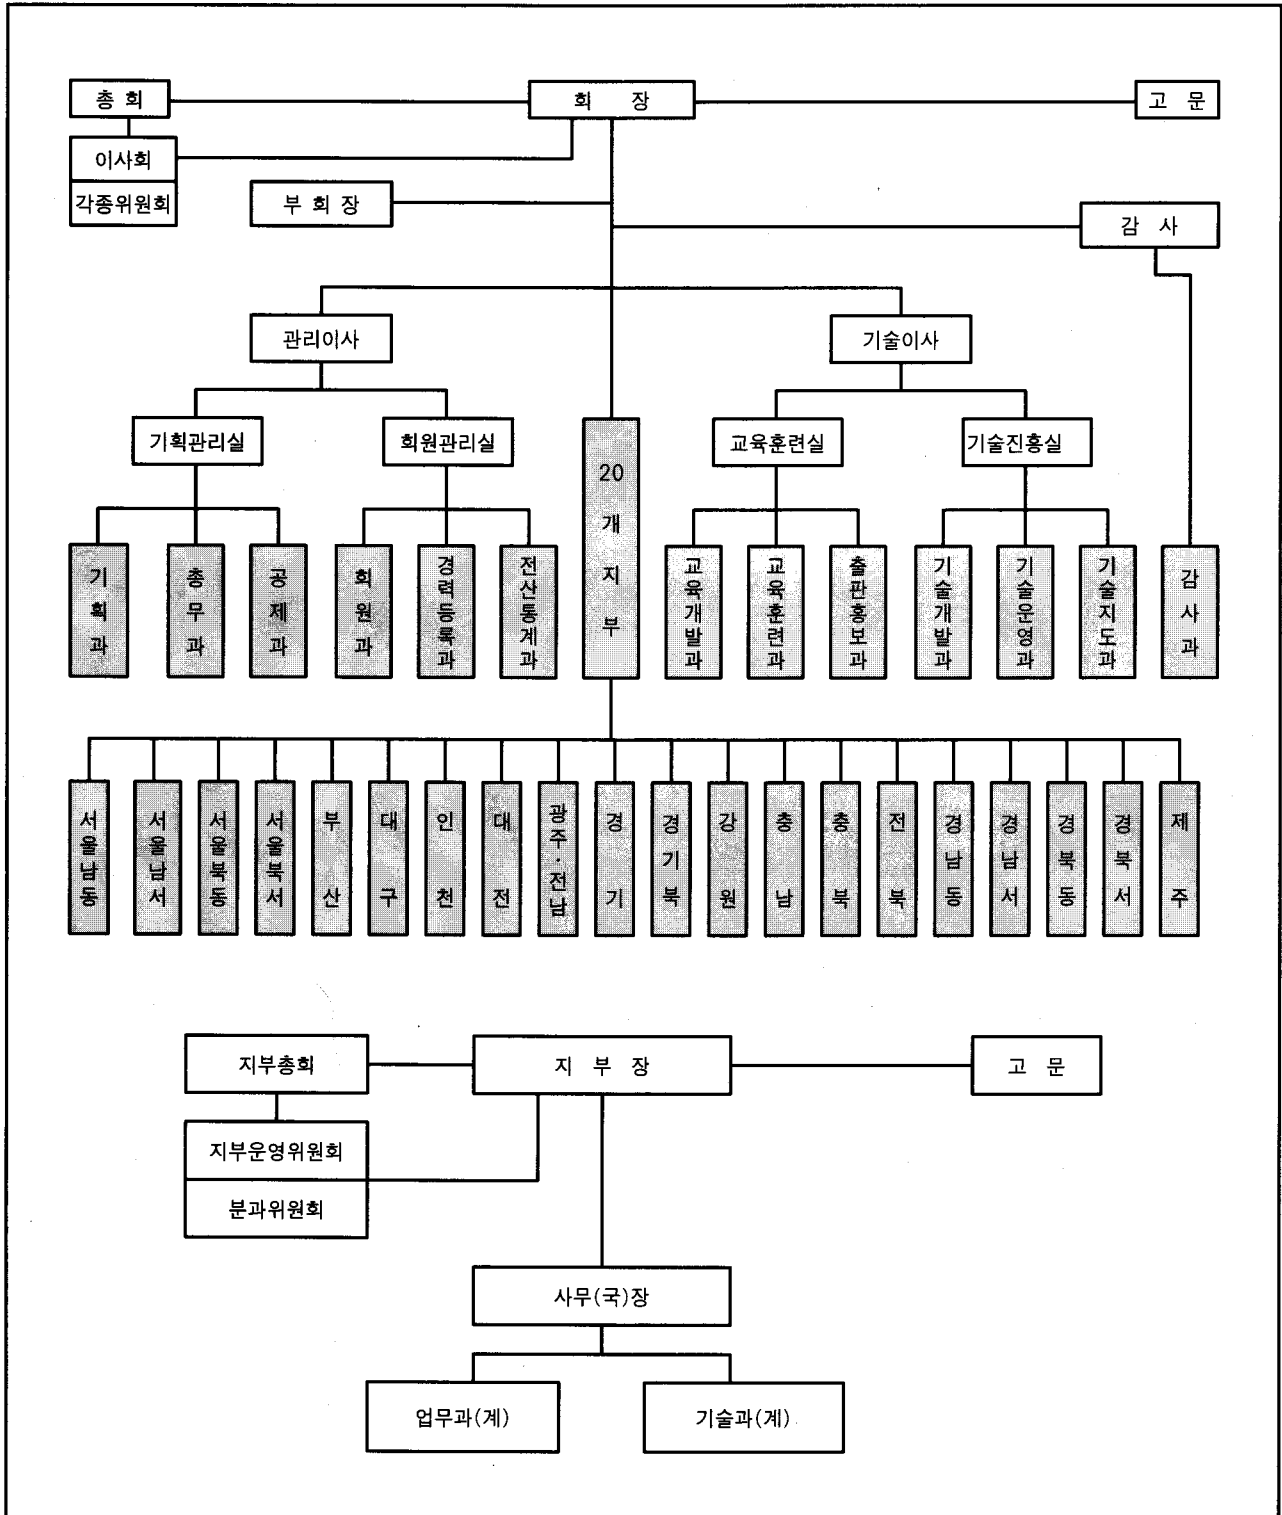 총 회
회 장
고 문
이사회
각종위원회
부 회 장
감 사
관리이사
기술이사
기획관리실
회원관리실
20개지부
교육훈련실
기술진흥실
기획과
총무과
공제과
회원과
경력등록과
전산통계과
교육개발과
교육훈련과
출판홍보과
기술개발과
기술운영과
기술지도과
감사과
서울남동
서울남서
서울북동
서울북서
부산
대구
인천
대전
광주·전남
경기
경기북
강원
충남
충북
전북
경남동
경남서
경북동
경북서
제주
지부총회
지 부 장
고 문
지부운영위원회
분과위원회
사무(국)장
업무과(계)
기술과(계)